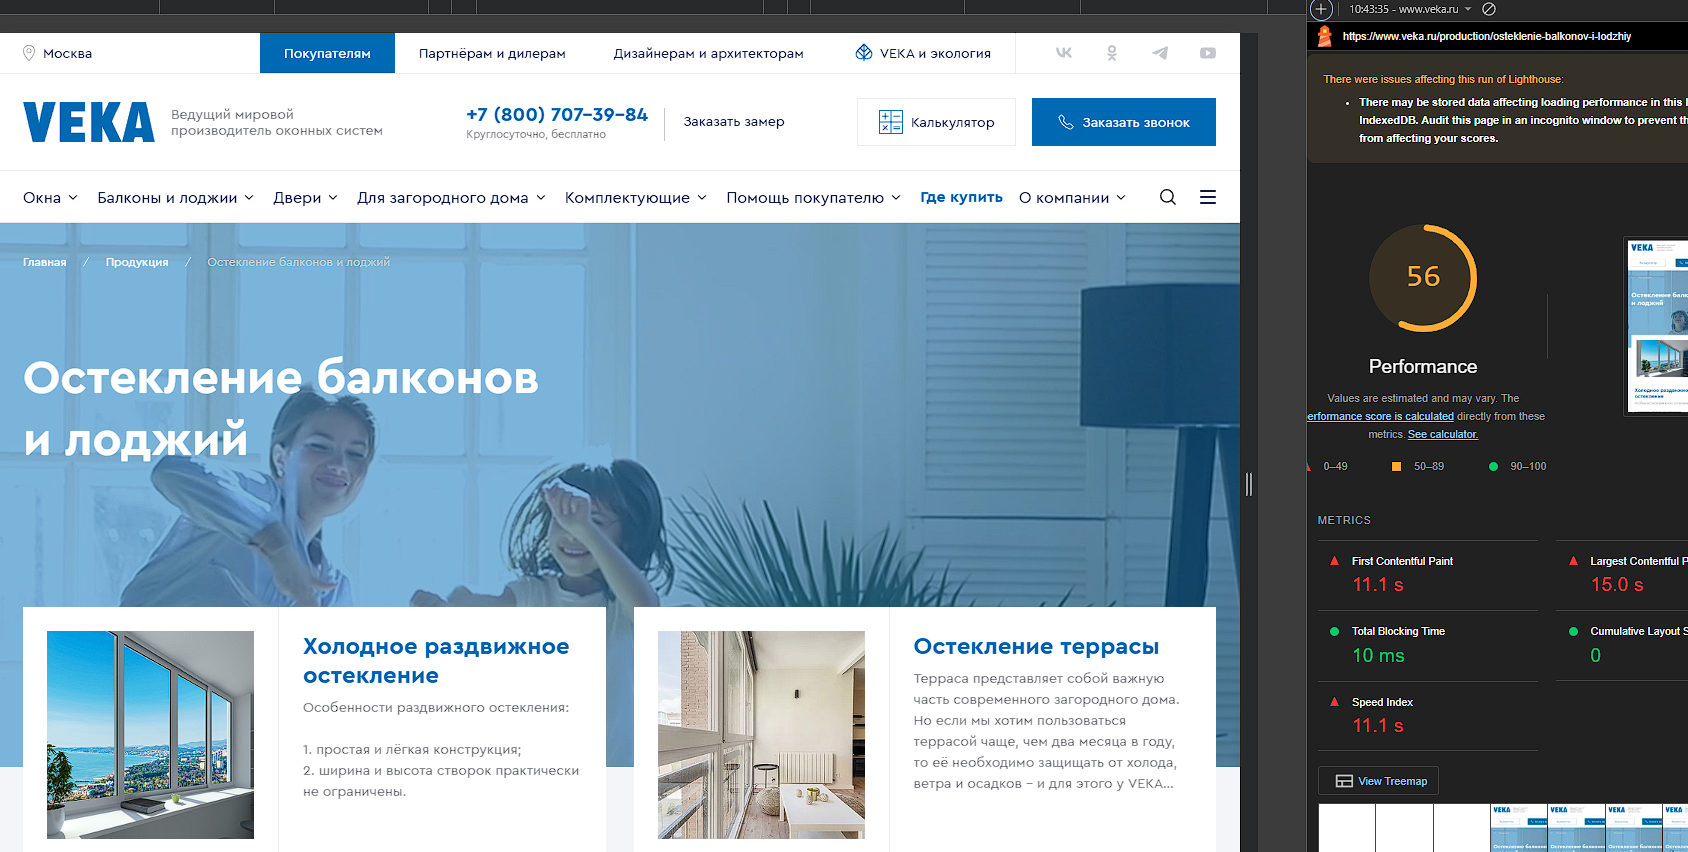 Москва
Покупателям
Партнёрам и дилерам
Дизайнерам и архитекторам
VEKA и экология
VEKA
Ведущий мировой
производитель оконных систем
+7 (800) 707-39-84
Круглосуточно, бесплатно
Заказать замер
Калькулятор
Заказать звонок
Окна
Балконы и лоджии
Двери
Для загородного дома
Комплектующие
Помощь покупателю
Где купить
О компании
Главная / Продукция / Остекление балконов и лоджий
Остекление балконов
и лоджий
Холодное раздвижное
остекление
Особенности раздвижного остекления:
1. простая и лёгкая конструкция;
2. ширина и высота створок практически
не ограничены.
Остекление террасы
Терраса представляет собой важную
часть современного загородного дома.
Но если мы хотим пользоваться
террасой чаще, чем два месяца в году,
то её необходимо защищать от холода,
ветра и осадков – и для этого у VEKA...
10:43:35 - www.veka.ru
https://www.veka.ru/production/osteklenie-balkonov-i-lodzhiy
There were issues affecting this run of Lighthouse:
• There may be stored data affecting loading performance in this
IndexedDB. Audit this page in an incognito window to prevent
from affecting your scores.
56
Performance
Values are estimated and may vary. The
performance score is calculated directly from these
metrics. See calculator.
0–49
50–89
90–100
VEKA
Остекление
и лоджий
METRICS
First Contentful Paint
11.1 s
Largest Contentful P
15.0 s
Total Blocking Time
10 ms
Cumulative Layout S
0
Speed Index
11.1 s
View Treemap
VEKA
VEKA
VEKA
VEKA